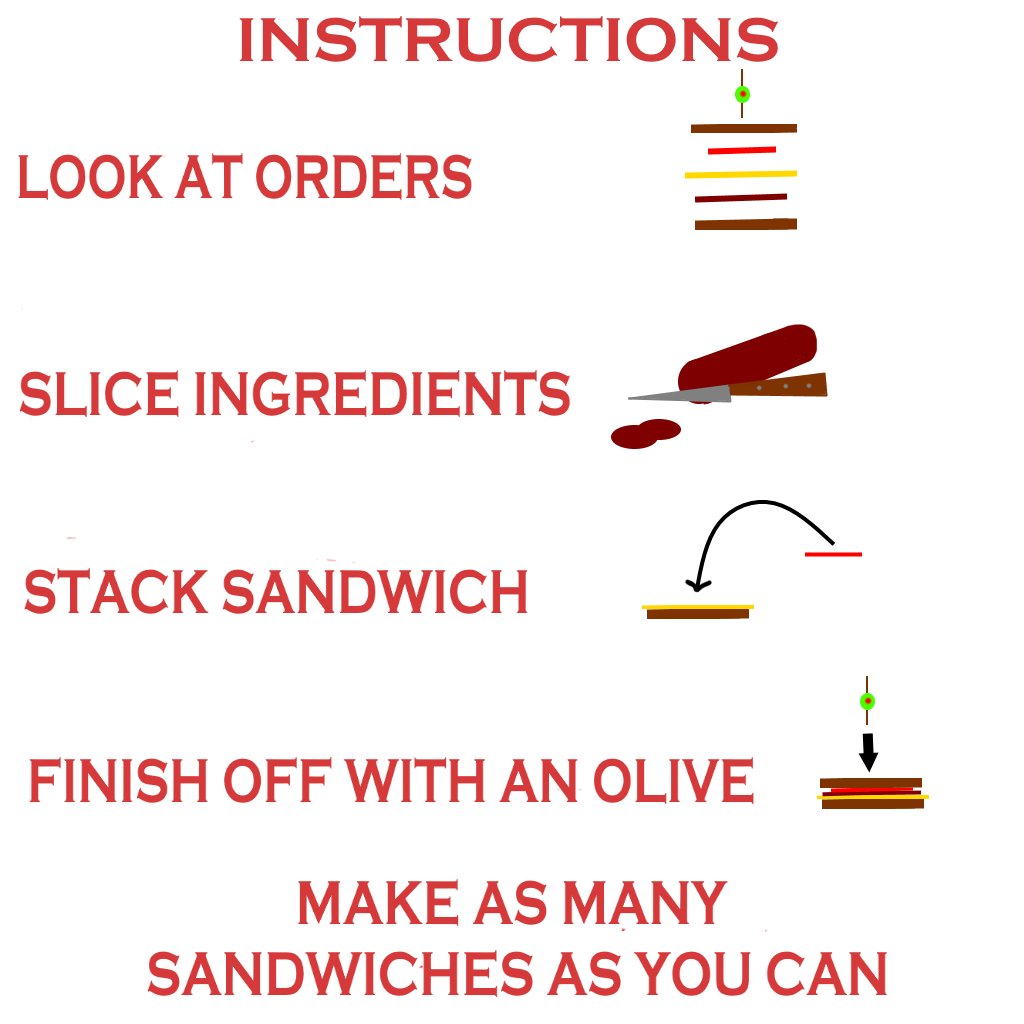 INSTRUCTIONS
LOOK AT ORDERS
SLICE INGREDIENTS
STACK SANDWICH
FINISH OFF WITH AN OLIVE
MAKE AS MANY
SANDWICHES AS YOU CAN